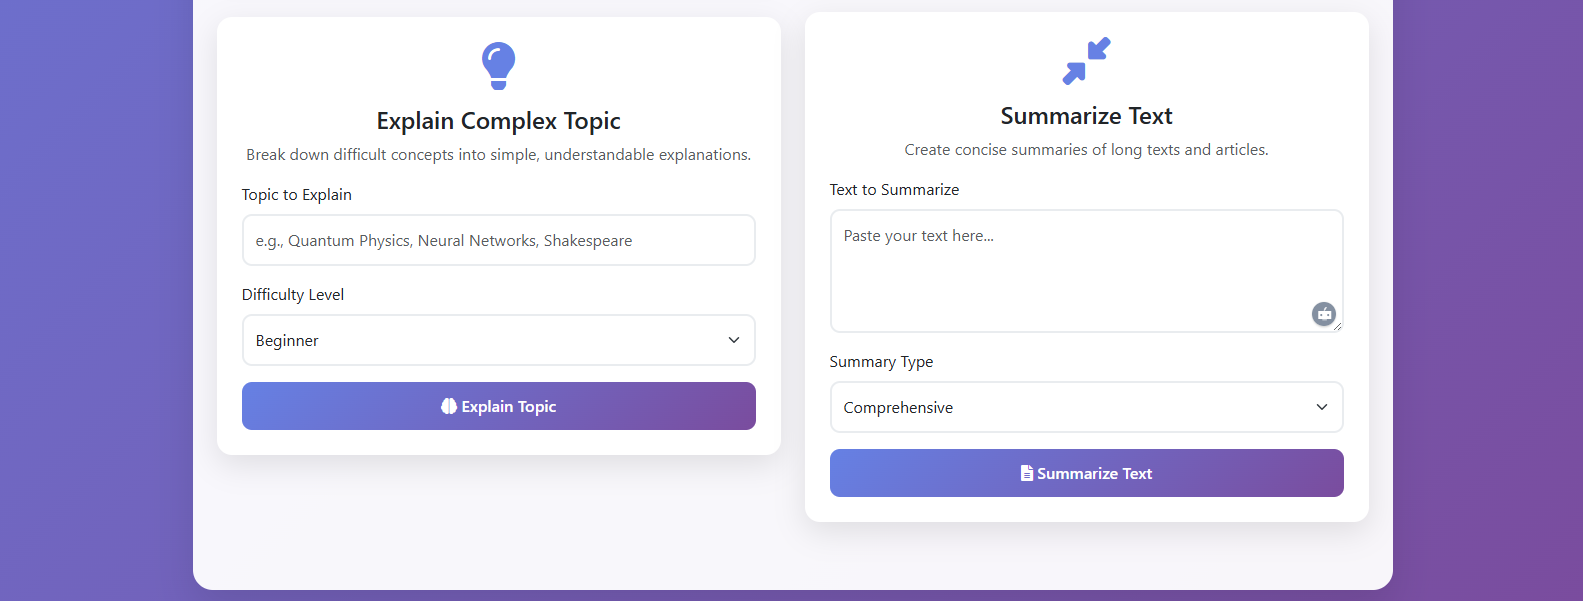 Explain Complex Topic
Break down difficult concepts into simple, understandable explanations.
Topic to Explain
e.g., Quantum Physics, Neural Networks, Shakespeare
Difficulty Level
Beginner
Explain Topic
Summarize Text
Create concise summaries of long texts and articles.
Text to Summarize
Paste your text here...
Summary Type
Comprehensive
Summarize Text